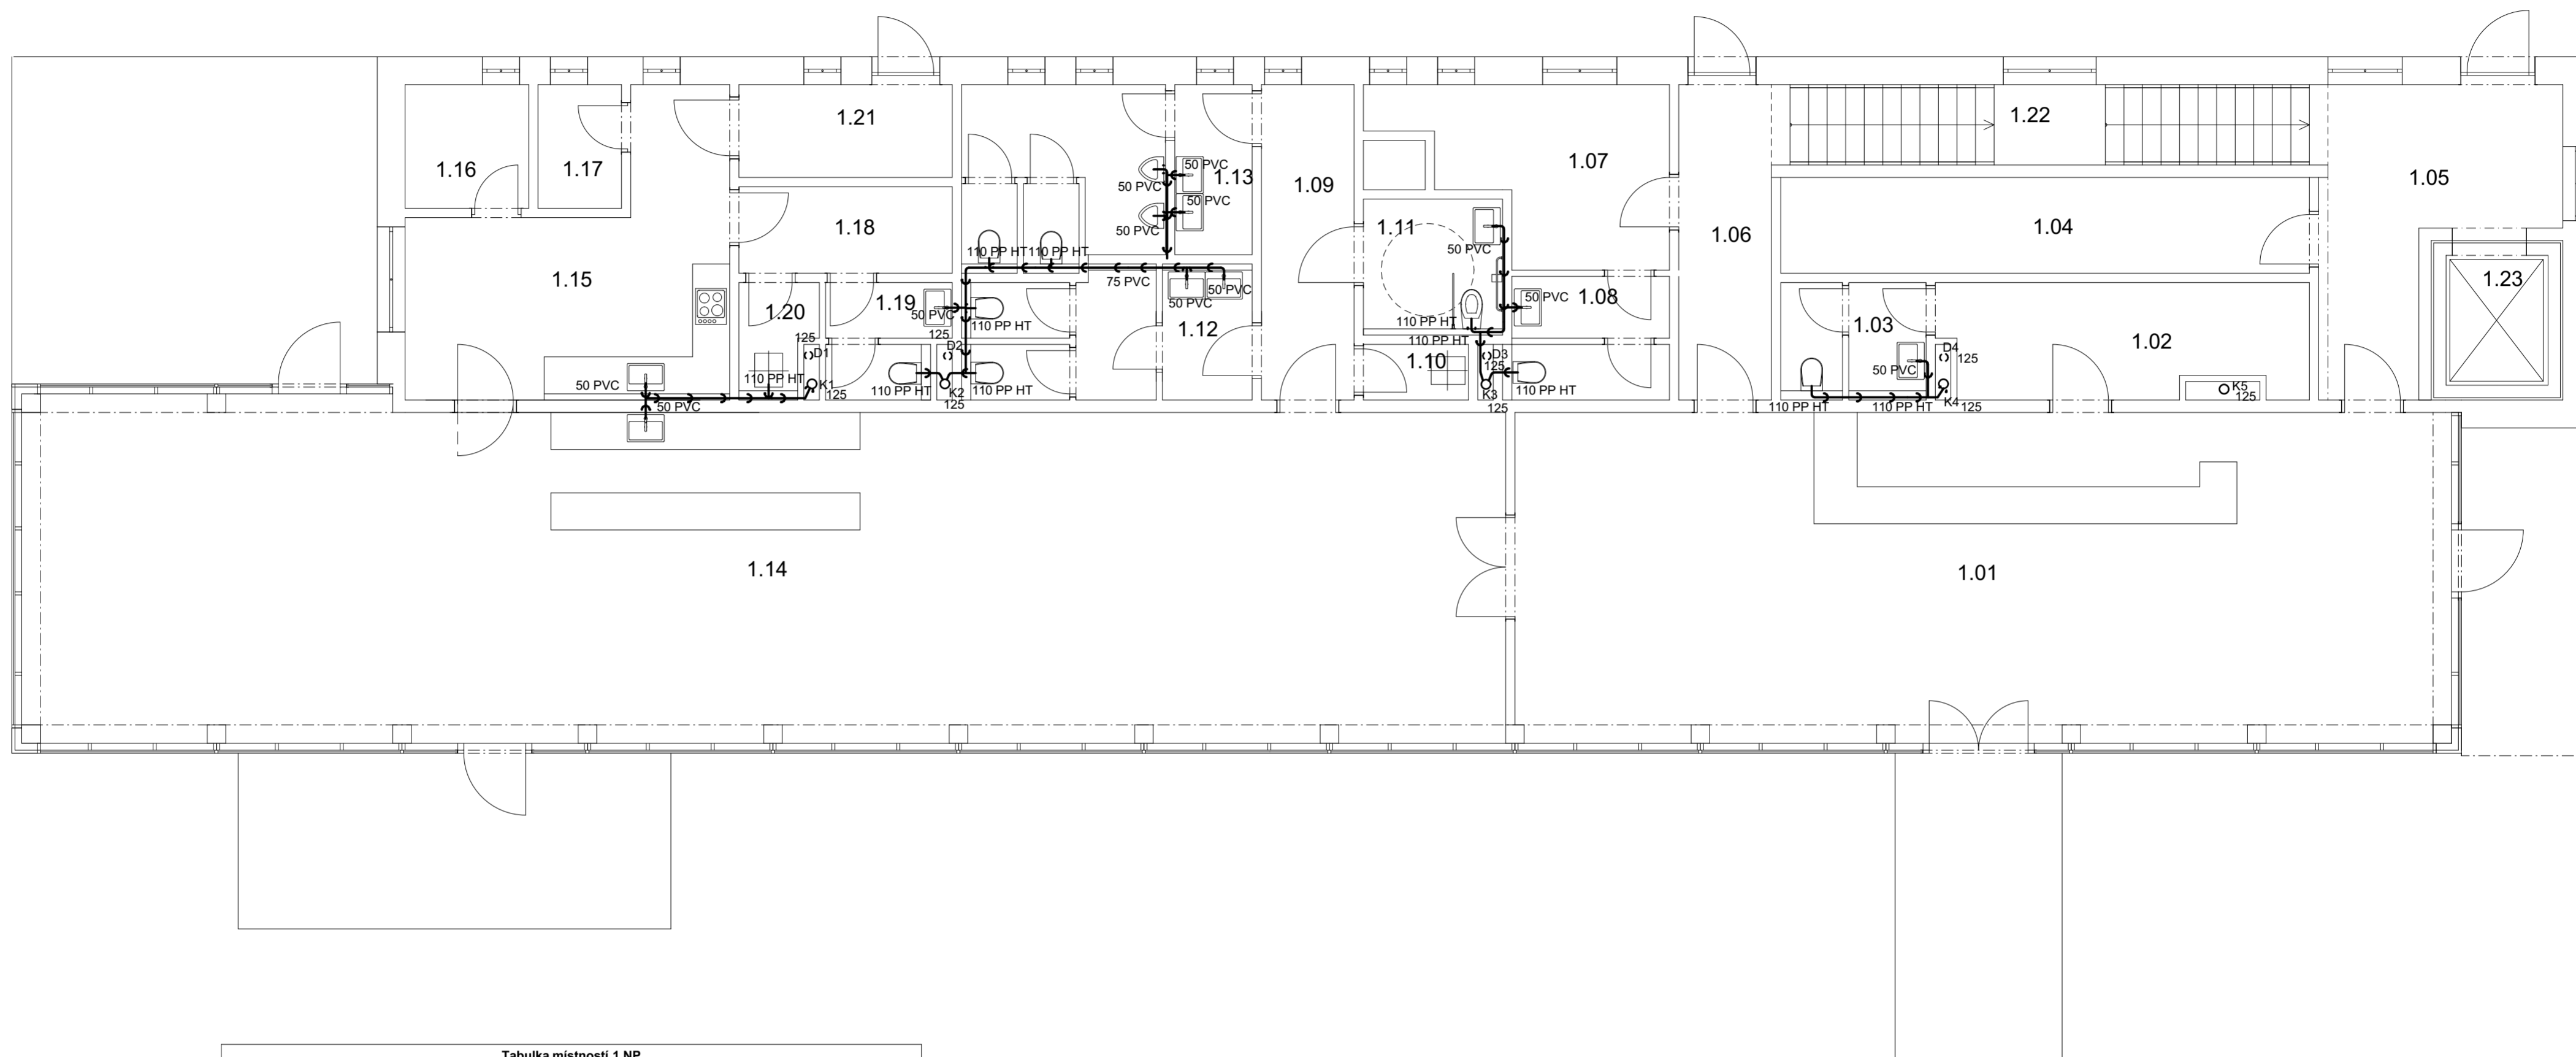 1.21
1.22
1.16
1.17
50 PVC
1.13
1.07
1.09
1.05
50 PVC
50 PVC
1.18
1.11
1.06
1.04
50 PVC
110 PP HT
110 PP HT
50 PVC
1.15
75 PVC
50 PVC
50 PVC
1.23
1.20
1.19
50 PVC
1.08
50 PVC
110 PP HT
1.12
110 PP HT
1.03
125
125
110 PP HT
1.02
D1
D2
1.10
D3
125
D4
125
50 PVC
110 PP HT
K1
125
110 PP HT
K2
125
110 PP HT
K3
125
110 PP HT
50 PVC
50 PVC
110 PP HT
110 PP HT
K4
125
K5
125
1.14
1.01
Tabulka místností 1.NP